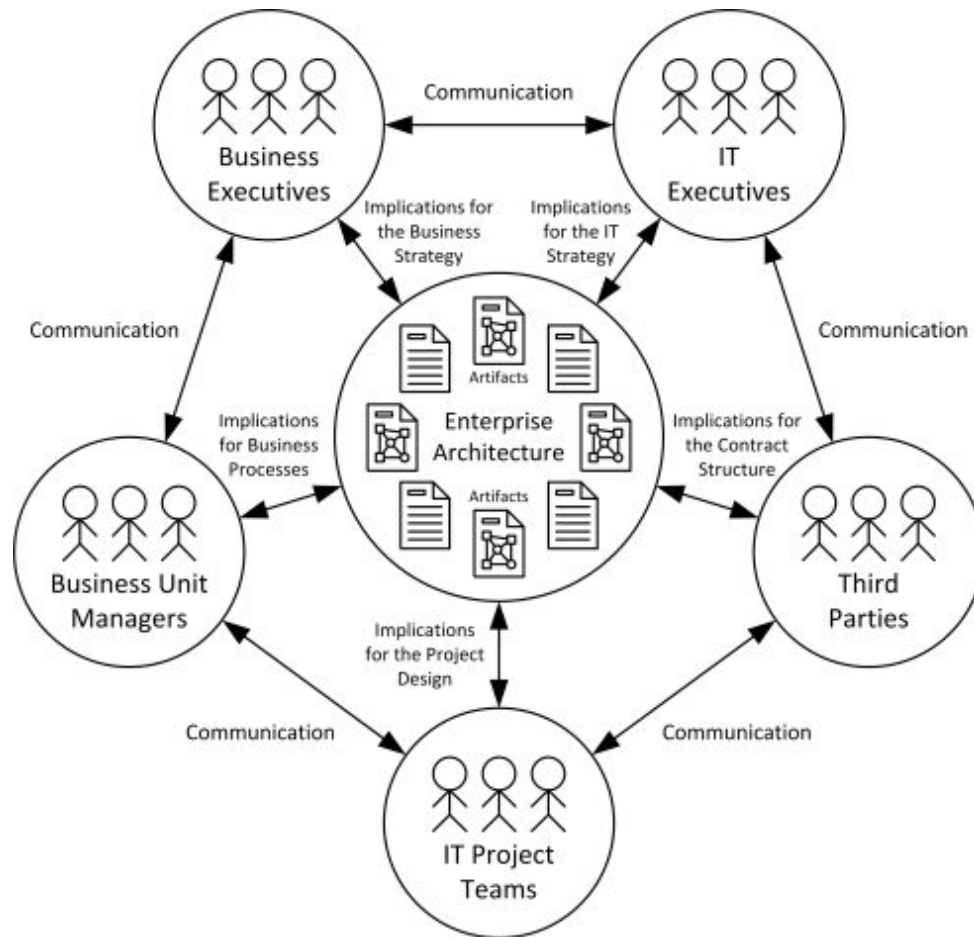 Communication
Business
Executives
IT
Executives
Implications for
the Business
Strategy
Implications
for the IT
Strategy
Communication
Communication
Artifacts
Enterprise
Architecture
Artifacts
Implications
for Business
Processes
Implications for
the Contract
Structure
Business Unit
Managers
Third
Parties
Implications
for the Project
Design
Communication
Communication
IT Project
Teams